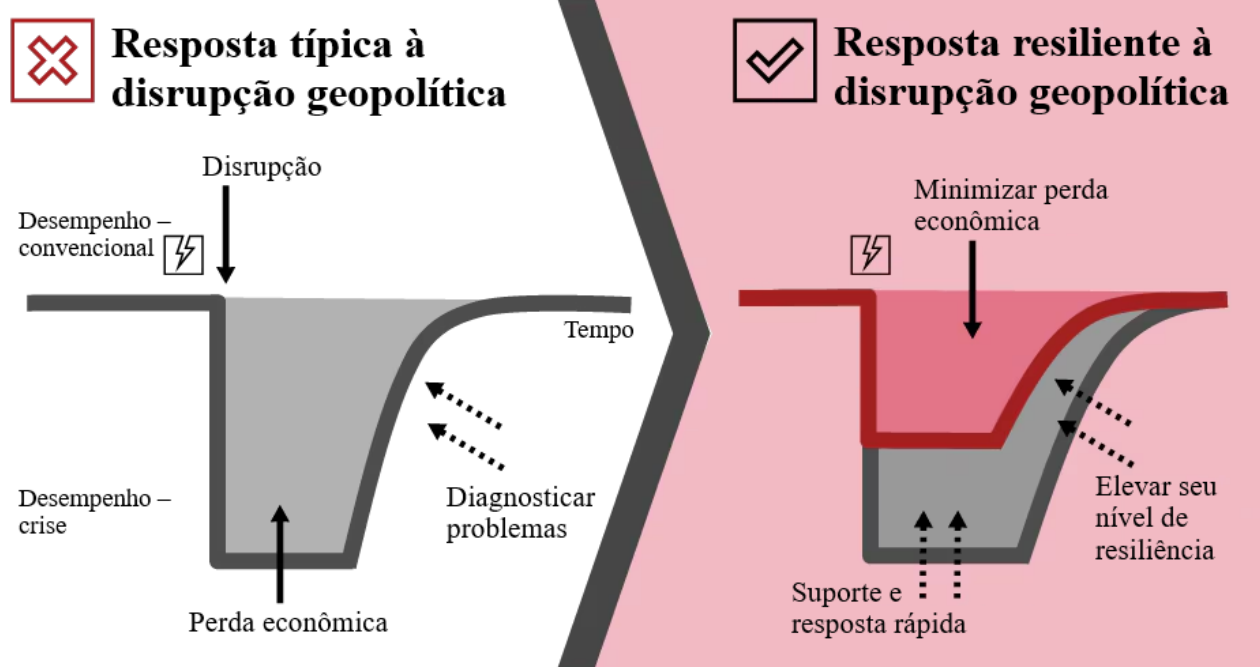 Resposta típica à
disrupção geopolítica
Disrupção
Desempenho –
convencional
Tempo
Diagnosticar
problemas
Desempenho –
crise
Perda econômica
Resposta resiliente à
disrupção geopolítica
Minimizar perda
econômica
Elevar seu
nível de
resiliência
Suporte e
resposta rápida